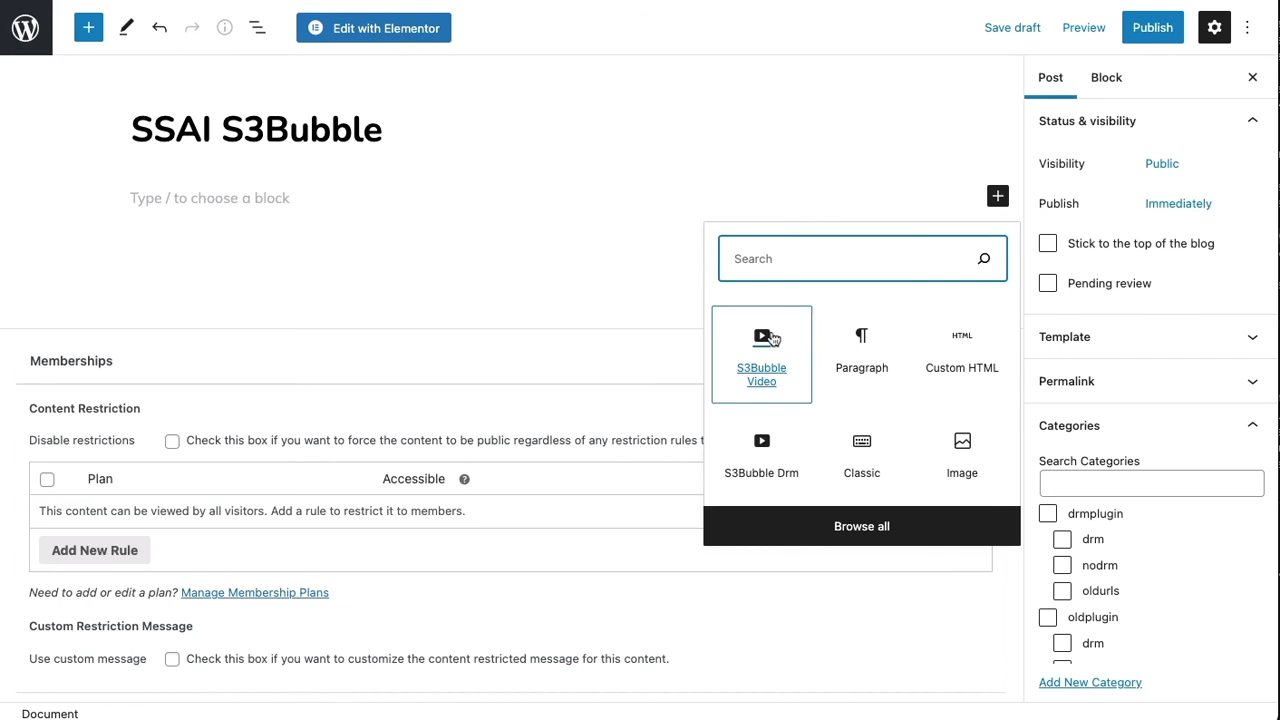 Edit with Elementor
Save draft
Preview
Publish
SSAI S3Bubble
Type / to choose a block
Search
S3Bubble
Video
Paragraph
HTML
Custom HTML
S3Bubble Drm
Classic
Image
Browse all
Memberships
Content Restriction
Disable restrictions
Check this box if you want to force the content to be public regardless of any restriction rules
Plan
Accessible
?
This content can be viewed by all visitors. Add a rule to restrict it to members.
Add New Rule
Need to add or edit a plan? Manage Membership Plans
Custom Restriction Message
Use custom message
Check this box if you want to customize the content restricted message for this content.
Document
Post
Block
Status & visibility
Visibility
Public
Publish
Immediately
Stick to the top of the blog
Pending review
Template
Permalink
Categories
Search Categories
drmplugin
drm
nodrm
oldurls
oldplugin
drm
Add New Category